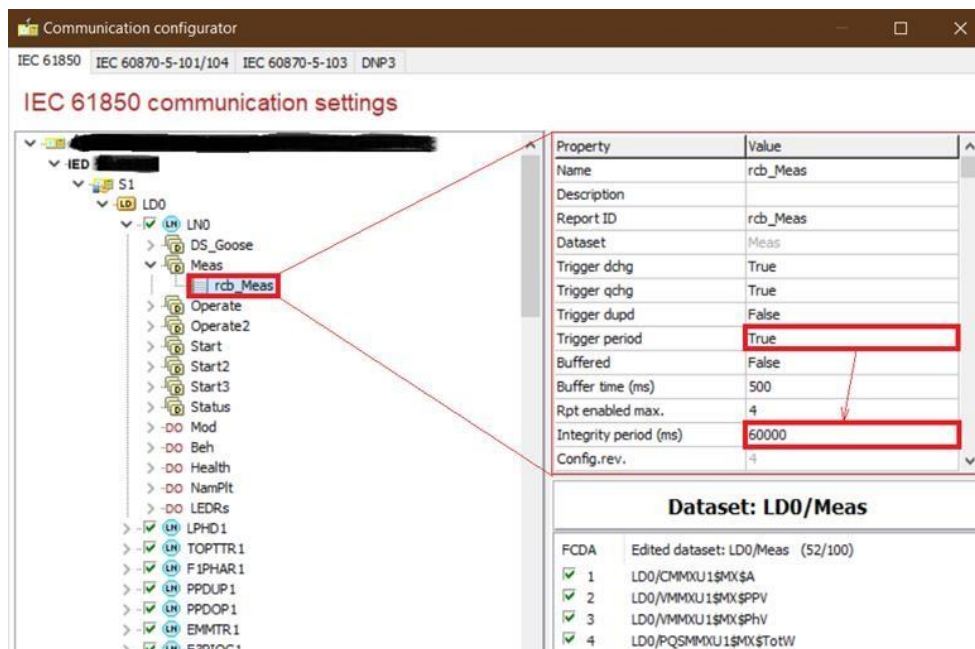 Communication configurator
IEC 61850 IEC 60870-5-101/104 IEC 60870-5-103 DNP3
IEC 61850 communication settings
IED
S1
LD LD0
LN LN0
DS_Goose
Meas
rcb_Meas
Operate
Operate2
Start
Start2
Start3
Status
DO Mod
DO Beh
DO Health
DO NamPlt
DO LEDRs
LN LPHD1
LN TOPTTR1
LN F1PHAR1
LN PPDUP1
LN PPDOP1
LN EMMTR1
Property Value
Name rcb_Meas
Description
Report ID rcb_Meas
Dataset Meas
Trigger dchg True
Trigger qchg True
Trigger dupd False
Trigger period True
Buffered False
Buffer time (ms) 500
Rpt enabled max. 4
Integrity period (ms) 60000
Config.rev. 4
Dataset: LD0/Meas
FCDA Edited dataset: LD0/Meas (52/100)
1 LD0/CMMXU1$MX$A
2 LD0/VMMXU1$MX$PPV
3 LD0/VMMXU1$MX$PhV
4 LD0/PQSMMXU1$MX$TotW